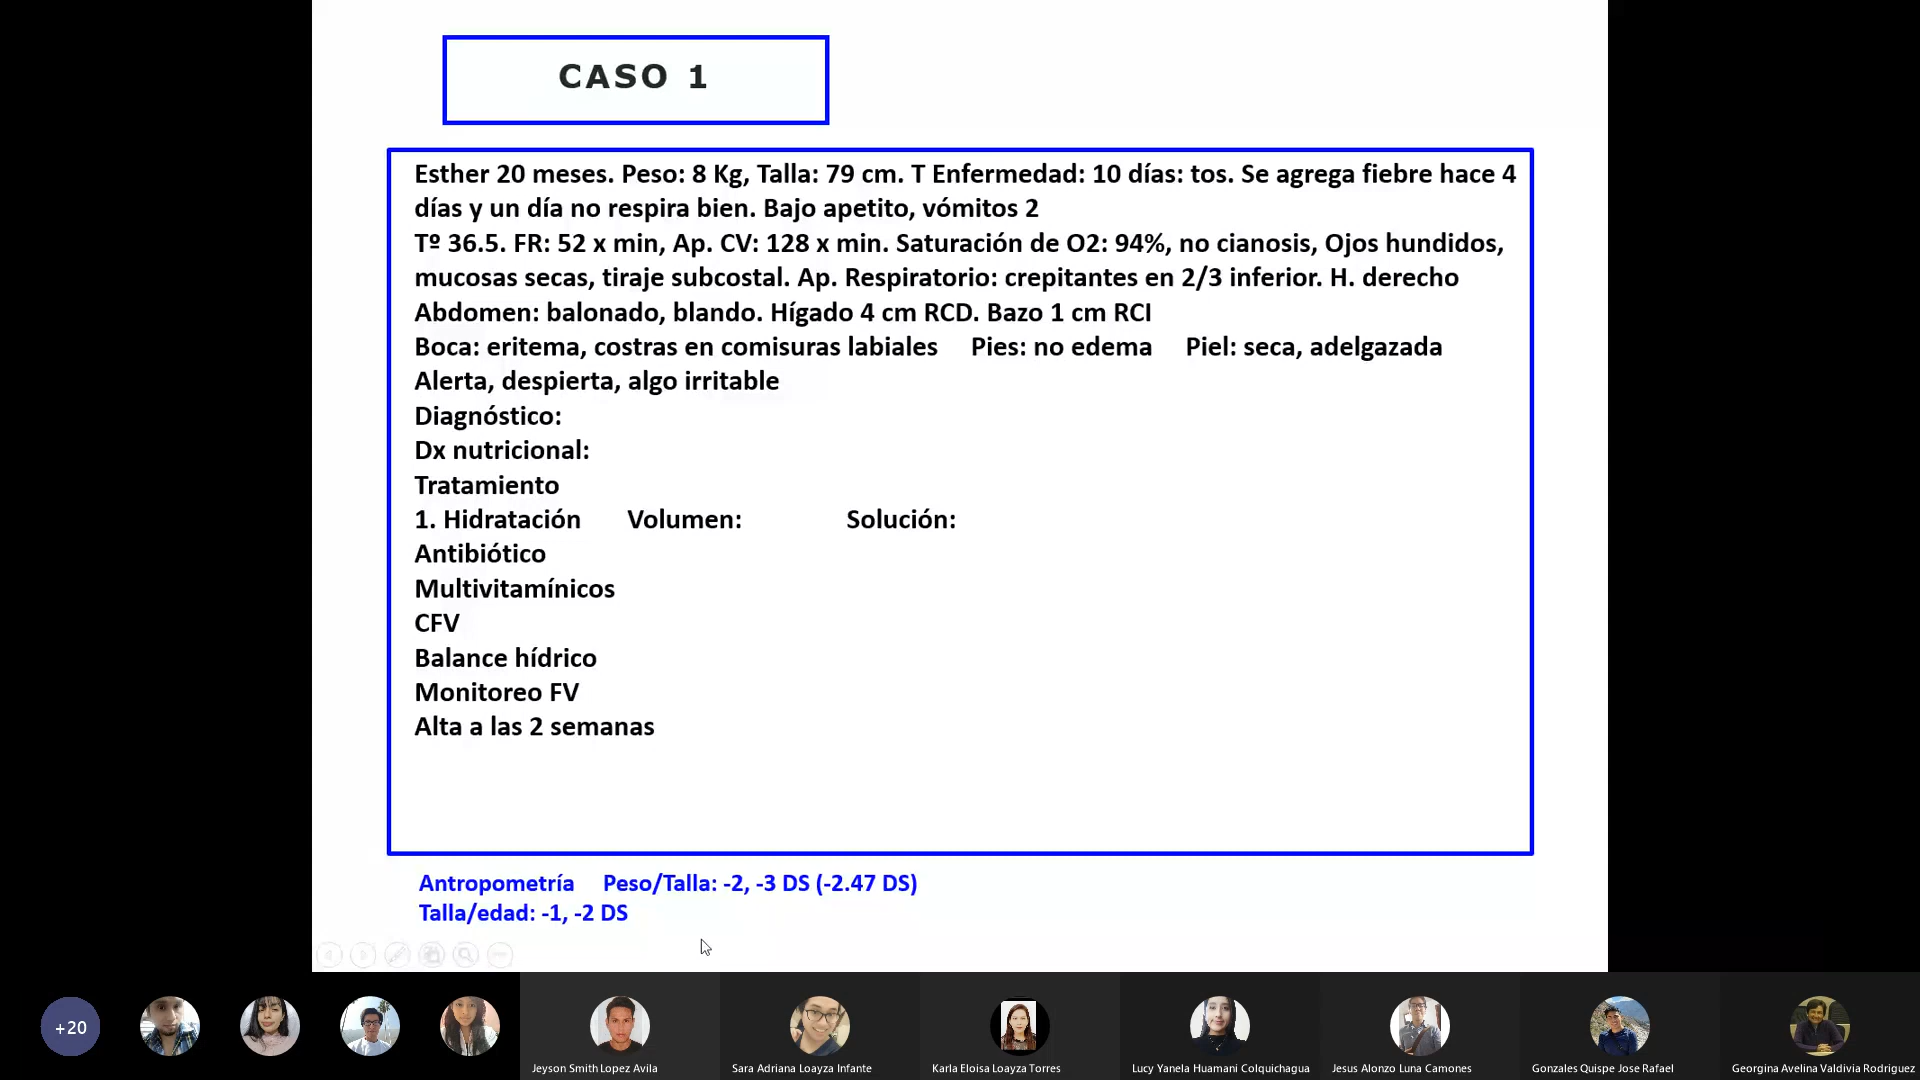 CASO 1
Esther 20 meses. Peso: 8 Kg, Talla: 79 cm. T Enfermedad: 10 días: tos. Se agrega fiebre hace 4
días y un día no respira bien. Bajo apetito, vómitos 2
Tº 36.5. FR: 52 x min, Ap. CV: 128 x min. Saturación de O2: 94%, no cianosis, Ojos hundidos,
mucosas secas, tiraje subcostal. Ap. Respiratorio: crepitantes en 2/3 inferior. H. derecho
Abdomen: balonado, blando. Hígado 4 cm RCD. Bazo 1 cm RCI
Boca: eritema, costras en comisuras labiales Pies: no edema Piel: seca, adelgazada
Alerta, despierta, algo irritable
Diagnóstico:
Dx nutricional:
Tratamiento
1. Hidratación Volumen: Solución:
Antibiótico
Multivitamínicos
CFV
Balance hídrico
Monitoreo FV
Alta a las 2 semanas
Antropometría Peso/Talla: -2, -3 DS (-2.47 DS)
Talla/edad: -1, -2 DS
+20
Jeyson Smith Lopez Avila
Sara Adriana Loayza Infante
Karla Eloisa Loayza Torres
Lucy Yanela Huamani Colquichagua
Jesus Alonzo Luna Camones
Gonzales Quispe Jose Rafael
Georgina Avelina Valdivia Rodriguez